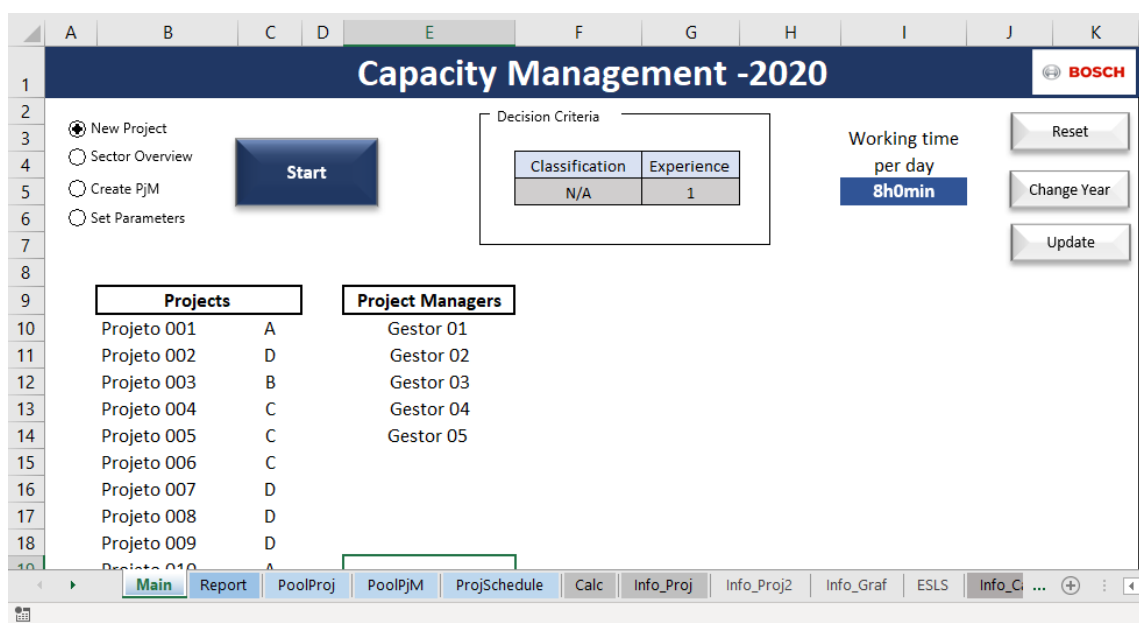 A B C D E F G H I J K
1 Capacity Management -2020 BOSCH
2 Decision Criteria
3 New Project Working time Reset
4 Sector Overview Start Classification Experience per day
5 Create PjM N/A 1 8h0min Change Year
6 Set Parameters
7 Update
8
9 Projects Project Managers
10 Projeto 001 A Gestor 01
11 Projeto 002 D Gestor 02
12 Projeto 003 B Gestor 03
13 Projeto 004 C Gestor 04
14 Projeto 005 C Gestor 05
15 Projeto 006 C
16 Projeto 007 D
17 Projeto 008 D
18 Projeto 009 D
19 Projeto 010 A
Main Report PoolProj PoolPjM ProjSchedule Calc Info_Proj Info_Proj2 Info_Graf ESLS ...